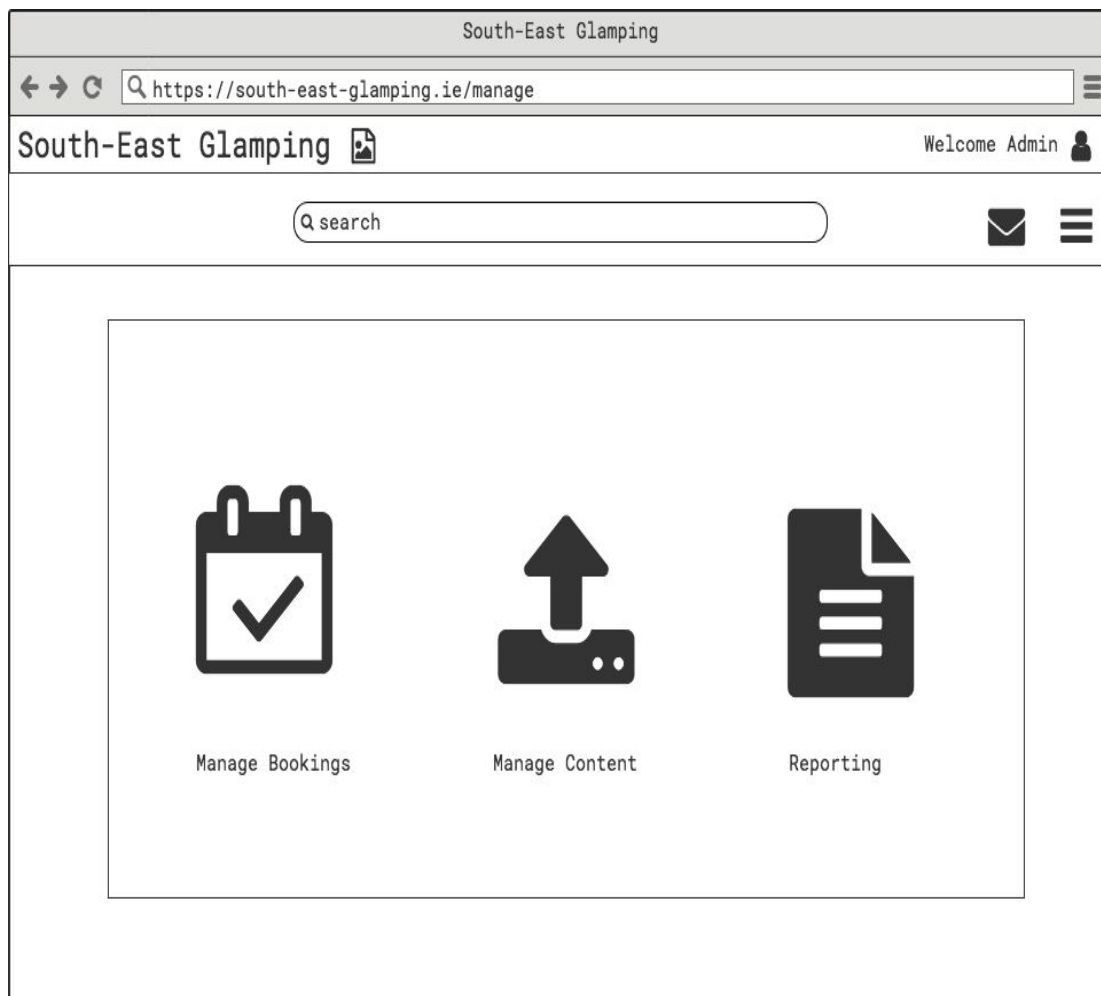 South-East Glamping
https://south-east-glamping.ie/manage
South-East Glamping
Welcome Admin
search
Manage Bookings
Manage Content
Reporting